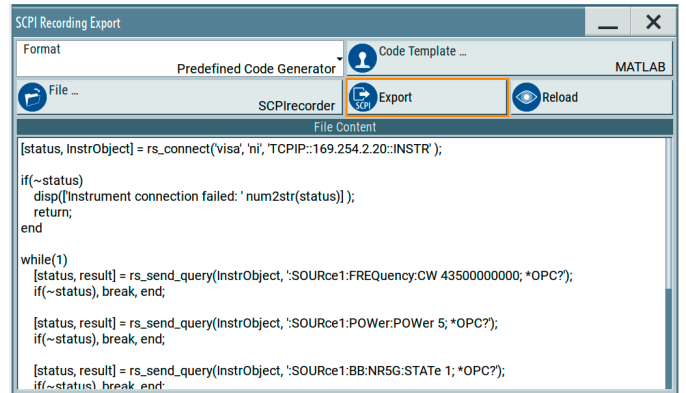 SCPI Recording Export
Format
Predefined Code Generator
Code Template ...
MATLAB
File ...
SCPIrecorder
SCPI
Export
Reload
File Content
[status, InstrObject] = rs_connect('visa', 'ni', 'TCPIP::169.254.2.20::INSTR' );
if(~status)
disp(['Instrument connection failed: ' num2str(status)] );
return;
end
while(1)
[status, result] = rs_send_query(InstrObject, ':SOURce1:FREQuency:CW 43500000000; *OPC?');
if(~status), break, end;
[status, result] = rs_send_query(InstrObject, ':SOURce1:POWer:POWer 5; *OPC?');
if(~status), break, end;
[status, result] = rs_send_query(InstrObject, ':SOURce1:BB:NR5G:STATe 1; *OPC?');
if(~status), break, end;